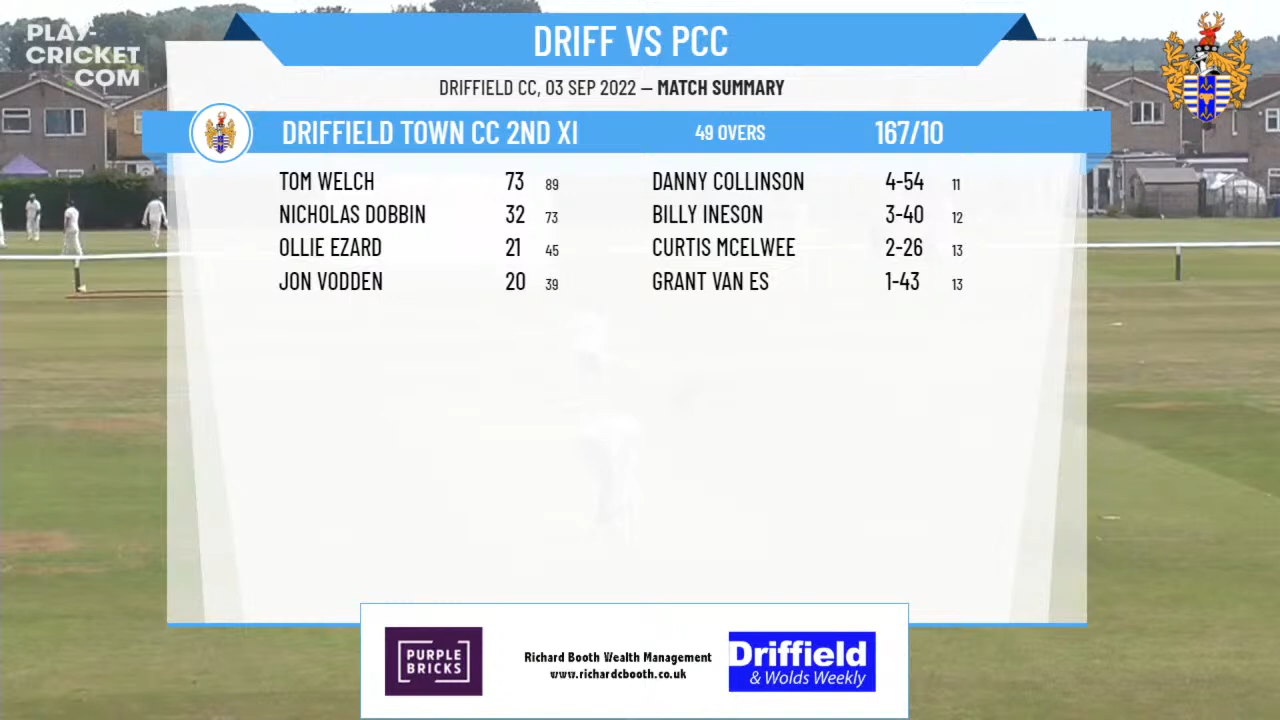 PLAY-
CRICKET
COM
DRIFF VS PCC
DRIFFIELD CC, 03 SEP 2022 – MATCH SUMMARY
DRIFFIELD TOWN CC 2ND XI 49 OVERS 167/10
TOM WELCH 73 89 DANNY COLLINSON 4-54 11
NICHOLAS DOBBIN 32 73 BILLY INESON 3-40 12
OLLIE EZARD 21 45 CURTIS MCELWEE 2-26 13
JON VODDEN 20 39 GRANT VAN ES 1-43 13
PURPLE
BRICKS
Richard Booth Wealth Management
www.richardcbooth.co.uk
Driffield
& Wolds Weekly